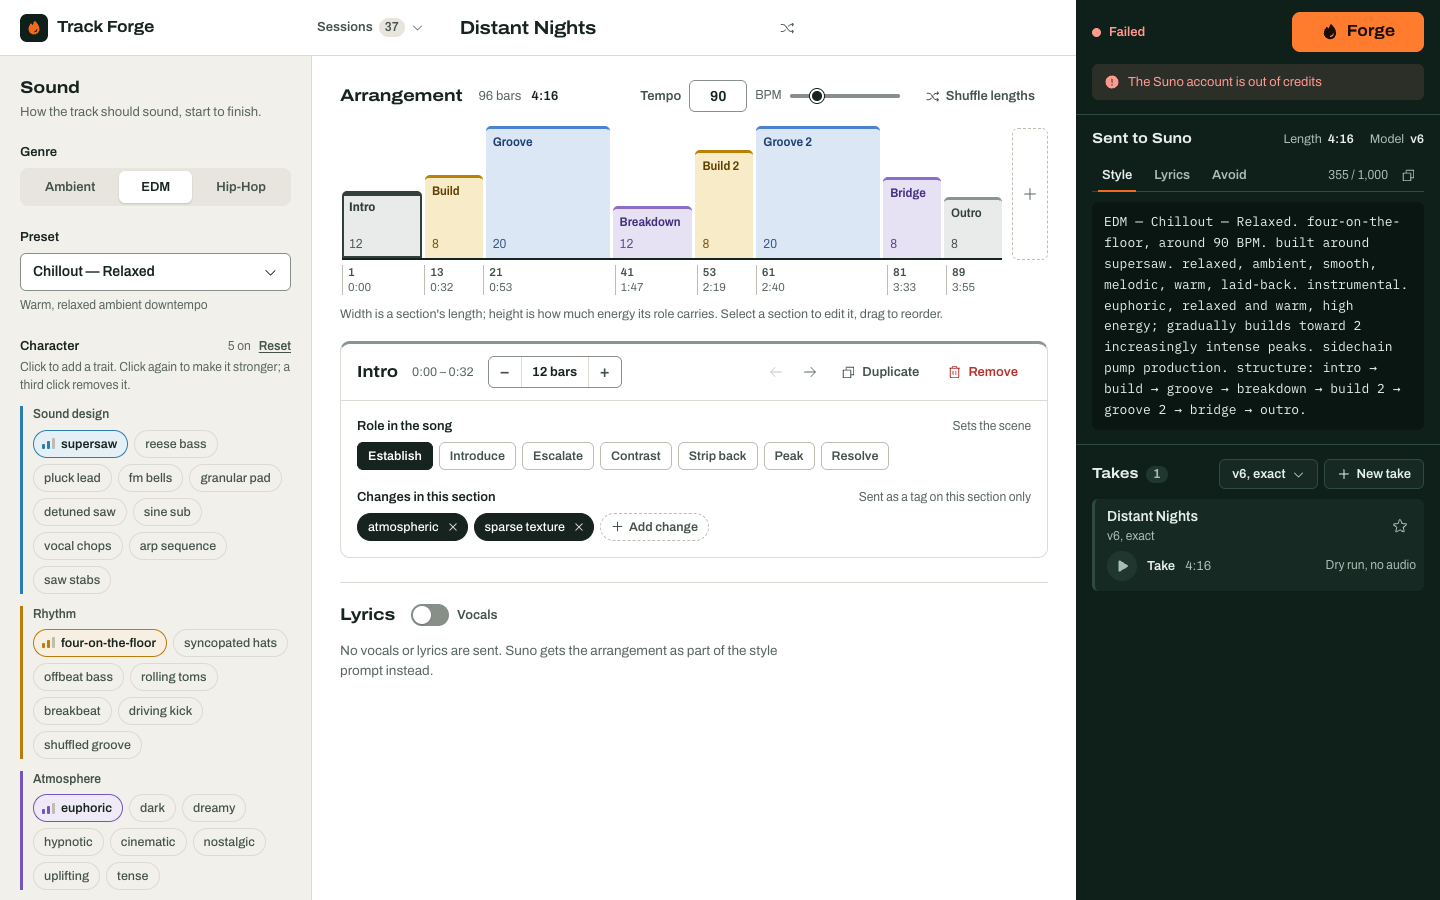 Track Forge
Sessions 37
Distant Nights
Sound
How the track should sound, start to finish.
Genre
Ambient EDM Hip-Hop
Preset
Chillout — Relaxed
Warm, relaxed ambient downtempo
Character 5 on Reset
Click to add a trait. Click again to make it stronger; a
third click removes it.
Sound design
supersaw reese bass
pluck lead fm bells granular pad
detuned saw sine sub
vocal chops arp sequence
saw stabs
Rhythm
four-on-the-floor syncopated hats
offbeat bass rolling toms
breakbeat driving kick
shuffled groove
Atmosphere
euphoric dark dreamy
hypnotic cinematic nostalgic
uplifting tense
Arrangement 96 bars 4:16 Tempo 90 BPM Shuffle lengths
Intro 12
Build 8
Groove 20
Breakdown 12
Build 2 8
Groove 2 20
Bridge 8
Outro 8
1 13 21 41 53 61 81 89
0:00 0:32 0:53 1:47 2:19 2:40 3:33 3:55
Width is a section's length; height is how much energy its role carries. Select a section to edit it, drag to reorder.
Intro 0:00 – 0:32 − 12 bars + ← → Duplicate Remove
Role in the song Sets the scene
Establish Introduce Escalate Contrast Strip back Peak Resolve
Changes in this section Sent as a tag on this section only
atmospheric × sparse texture × + Add change
Lyrics Vocals
No vocals or lyrics are sent. Suno gets the arrangement as part of the style
prompt instead.
Failed Forge
The Suno account is out of credits
Sent to Suno Length 4:16 Model v6
Style Lyrics Avoid 355 / 1,000
EDM — Chillout — Relaxed. four-on-the-
floor, around 90 BPM. built around
supersaw. relaxed, ambient, smooth,
melodic, warm, laid-back. instrumental.
euphoric, relaxed and warm, high
energy; gradually builds toward 2
increasingly intense peaks. sidechain
pump production. structure: intro →
build → groove → breakdown → build 2 →
groove 2 → bridge → outro.
Takes 1 v6, exact + New take
Distant Nights
v6, exact
Take 4:16 Dry run, no audio